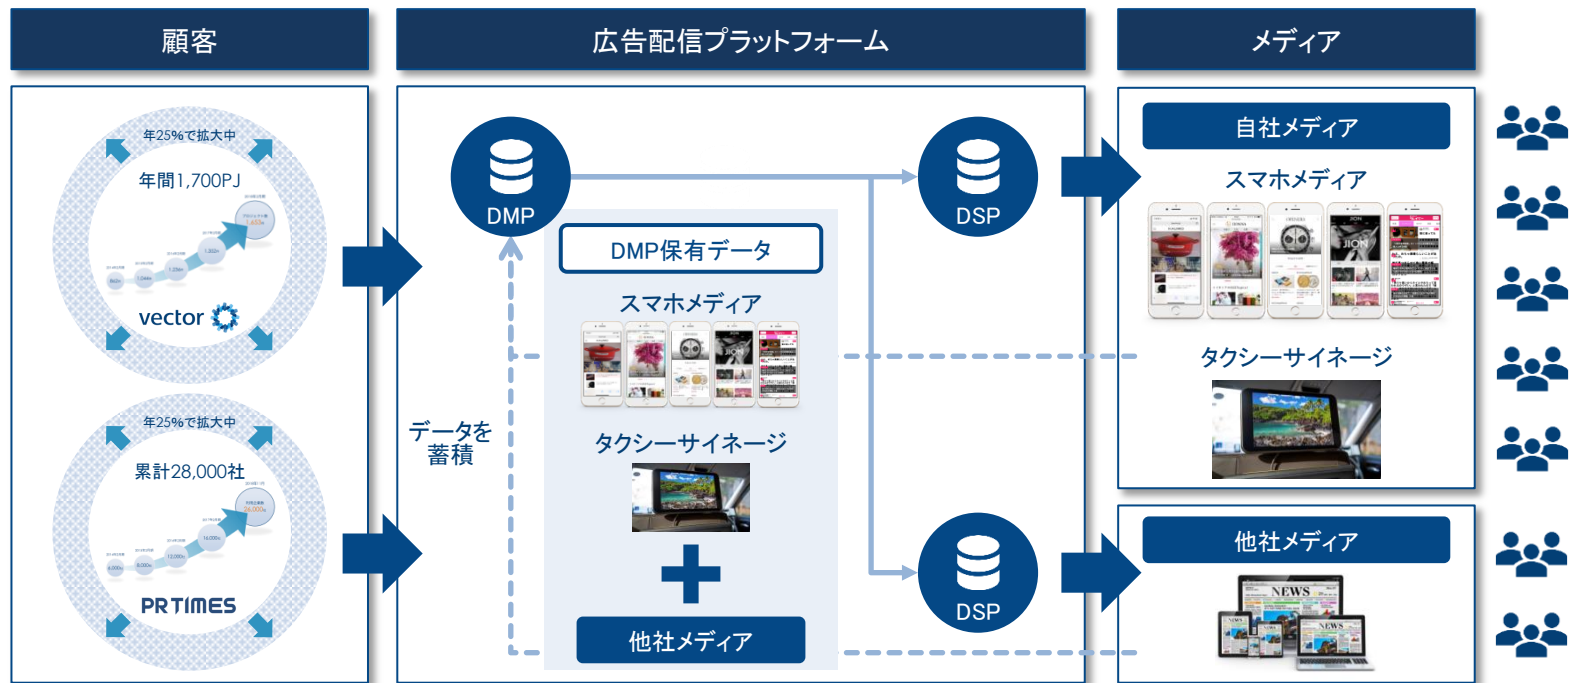 顧客
広告配信プラットフォーム
メディア
年25%で拡大中
年間1,700PJ
vector
年25%で拡大中
累計28,000社
PR TIMES
DMP
DMP保有データ
スマホメディア
タクシーサイネージ
データを
蓄積
他社メディア
DSP
DSP
自社メディア
スマホメディア
タクシーサイネージ
他社メディア
NEWS
NEWS